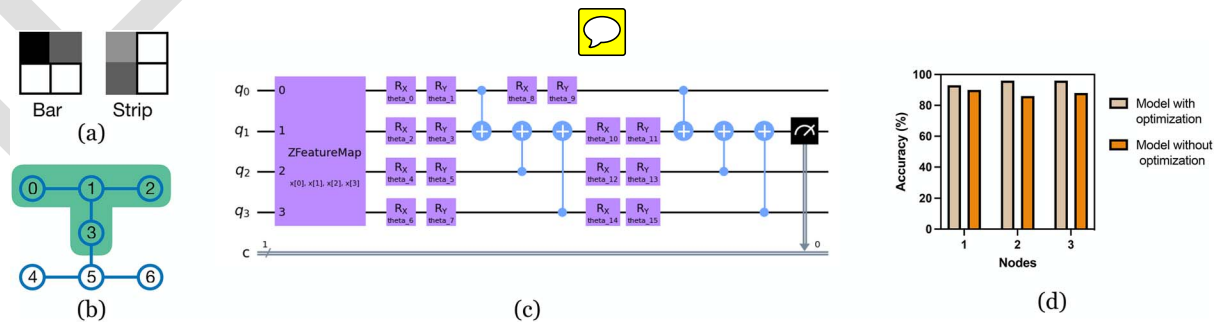 Bar Strip
(a)
0 1 2
3
4 5 6
(b)
q0 0 RX RY RX RY
theta_0 theta_1 theta_8 theta_9
q1 1 RX RY RX RY
theta_2 theta_3 theta_10 theta_11
ZFeatureMap
q2 2 RX RY RX RY
x[0], x[1], x[2], x[3] theta_4 theta_5 theta_12 theta_13
q3 3 RX RY RX RY
theta_6 theta_7 theta_14 theta_15
c 1 0
(c)
Accuracy (%)
100
80
60
40
20
0
1 2 3
Nodes
Model with
optimization
Model without
optimization
(d)